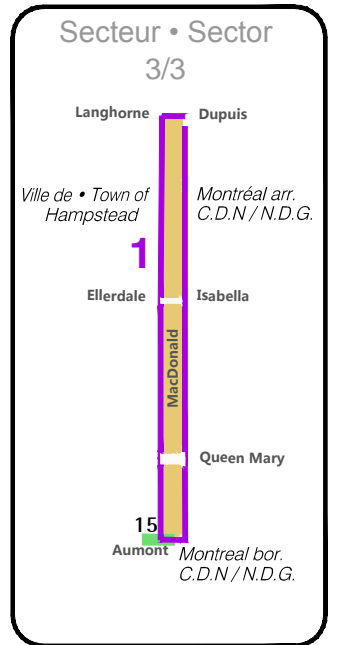 Secteur • Sector
3/3
Langhorne
Dupuis
Ville de • Town of
Hampstead
Montréal arr.
C.D.N / N.D.G.
1
Ellerdale
Isabella
MacDonald
Queen Mary
15
Aumont
Montreal bor.
C.D.N / N.D.G.